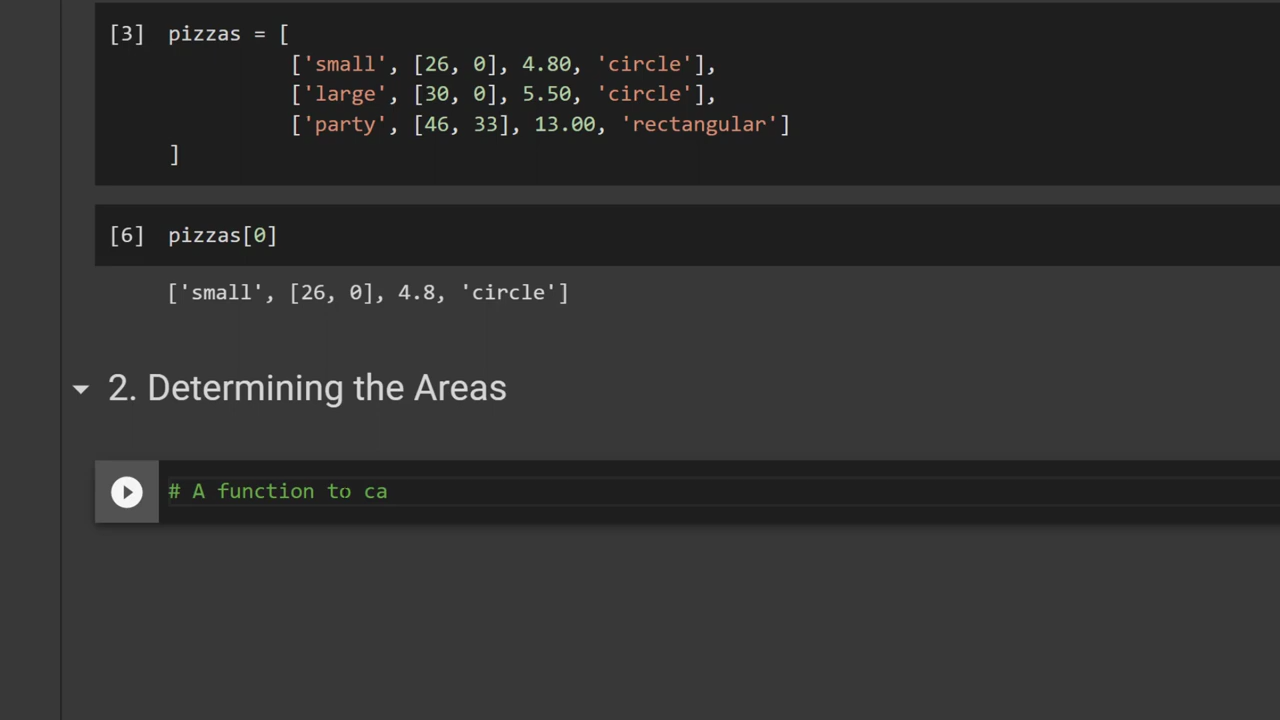 [3] pizzas = [
['small', [26, 0], 4.80, 'circle'],
['large', [30, 0], 5.50, 'circle'],
['party', [46, 33], 13.00, 'rectangular']
]
[6] pizzas[0]
['small', [26, 0], 4.8, 'circle']
2. Determining the Areas
# A function to ca